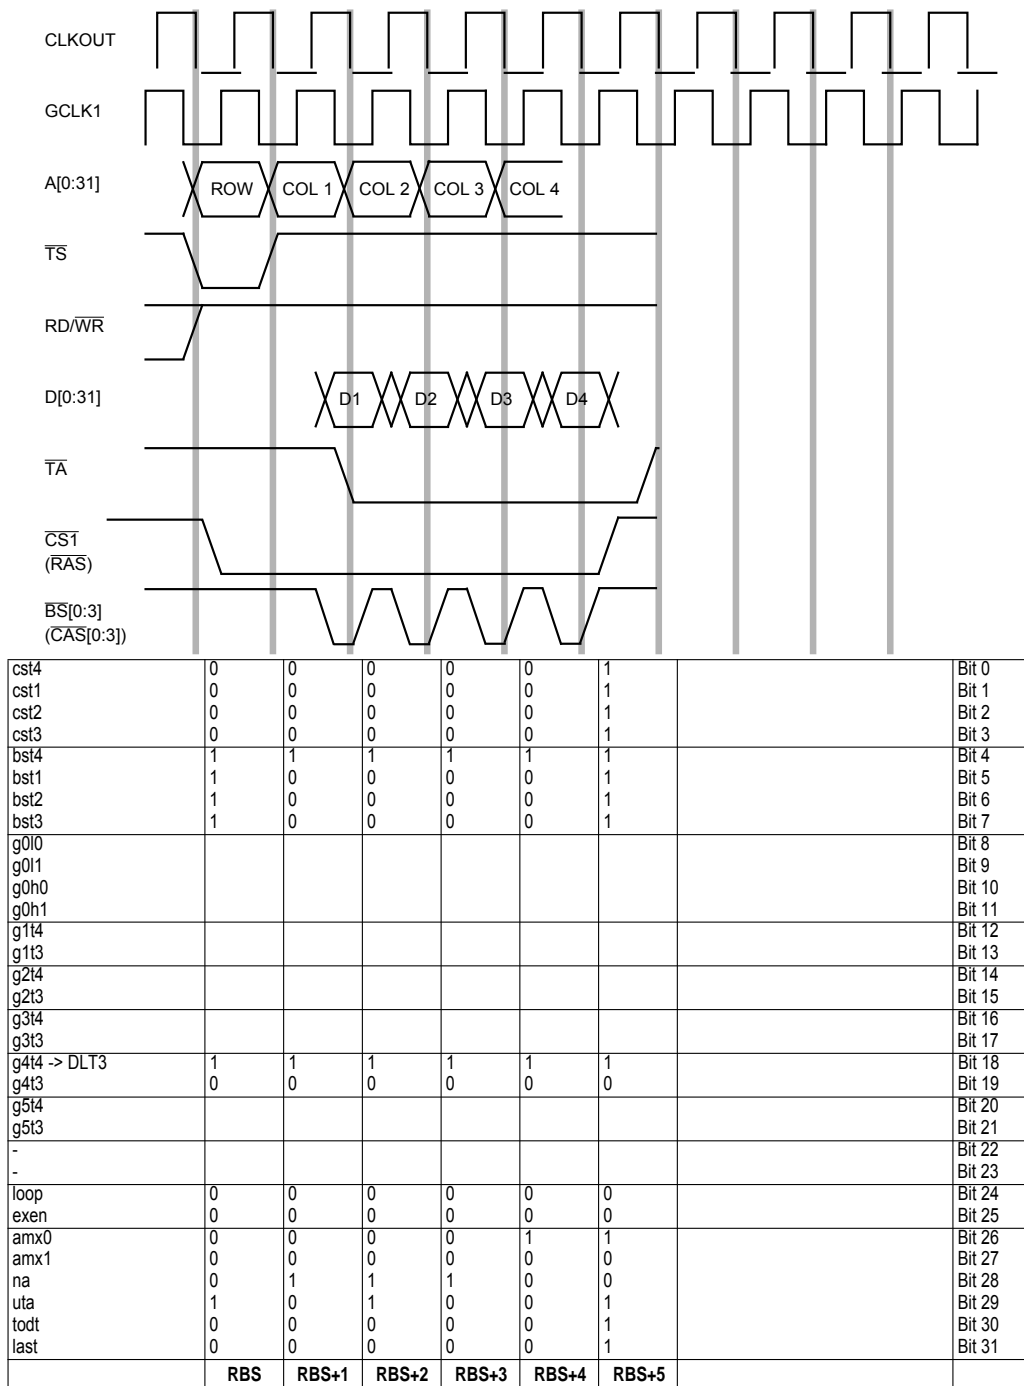 CLKOUT
GCLK1
A[0:31] ROW COL 1 COL 2 COL 3 COL 4
TS
RD/WR
D[0:31] D1 D2 D3 D4
TA
CS1
(RAS)
BS[0:3]
(CAS[0:3])
cst4 0 0 0 0 0 1 Bit 0
cst1 0 0 0 0 0 1 Bit 1
cst2 0 0 0 0 0 1 Bit 2
cst3 0 0 0 0 0 1 Bit 3
bst4 1 1 1 1 1 1 Bit 4
bst1 1 0 0 0 0 1 Bit 5
bst2 1 0 0 0 0 1 Bit 6
bst3 1 0 0 0 0 1 Bit 7
g0l0 Bit 8
g0l1 Bit 9
g0h0 Bit 10
g0h1 Bit 11
g1t4 Bit 12
g1t3 Bit 13
g2t4 Bit 14
g2t3 Bit 15
g3t4 Bit 16
g3t3 Bit 17
g4t4 -> DLT3 1 1 1 1 1 1 Bit 18
g4t3 0 0 0 0 0 0 Bit 19
g5t4 Bit 20
g5t3 Bit 21
- Bit 22
- Bit 23
loop 0 0 0 0 0 0 Bit 24
exen 0 0 0 0 0 0 Bit 25
amx0 0 0 0 0 1 1 Bit 26
amx1 0 0 0 0 0 0 Bit 27
na 0 1 1 1 0 0 Bit 28
uta 1 0 1 0 0 1 Bit 29
todt 0 0 0 0 0 1 Bit 30
last 0 0 0 0 0 1 Bit 31
RBS RBS+1 RBS+2 RBS+3 RBS+4 RBS+5